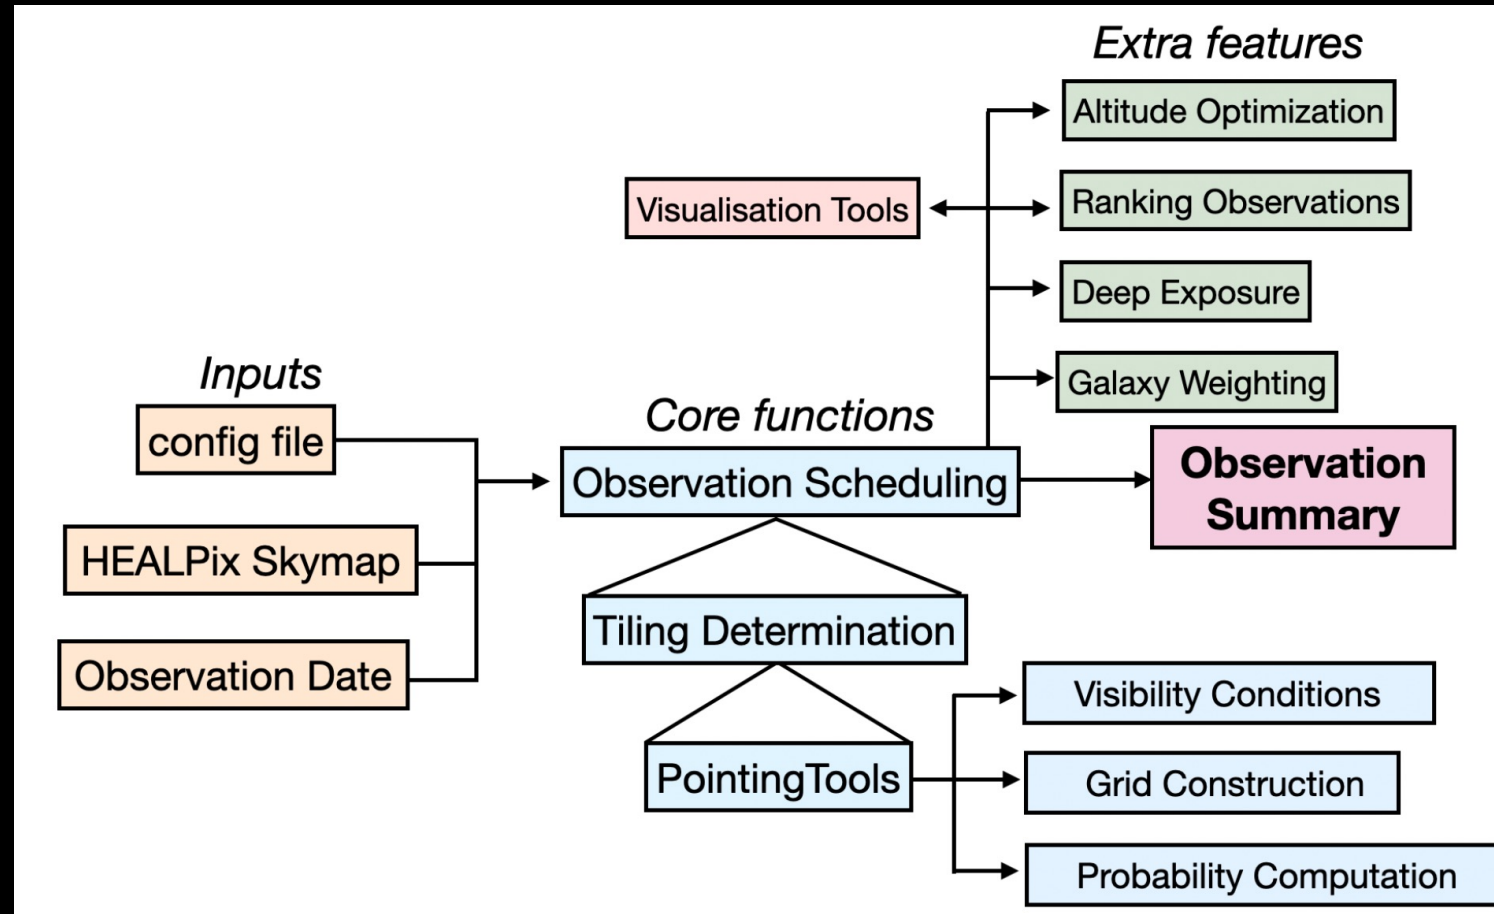 Extra features
Altitude Optimization
Visualisation Tools
Ranking Observations
Deep Exposure
Galaxy Weighting
Inputs
config file
HEALPix Skymap
Observation Date
Core functions
Observation Scheduling
Observation
Summary
Tiling Determination
PointingTools
Visibility Conditions
Grid Construction
Probability Computation